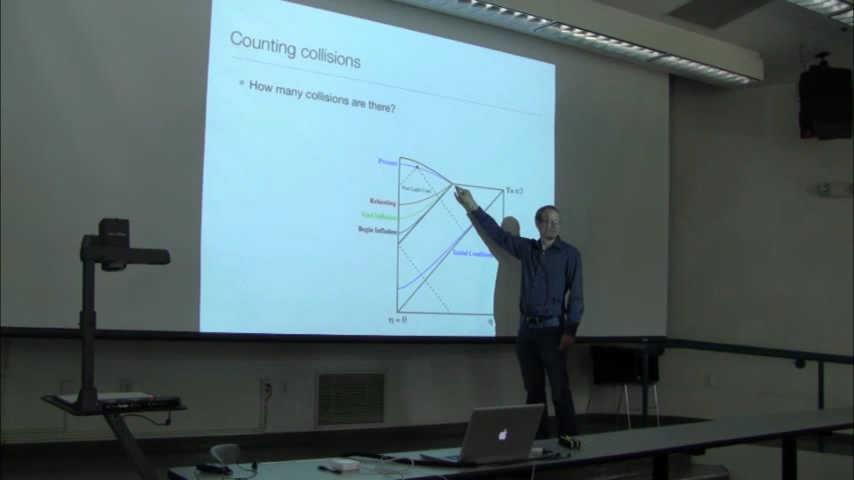 Counting collisions
How many collisions are there?
Present
Past Light Cone
Reheating
End Inflation
Begin Inflation
T= π/2
Initial Condition
η = 0
η